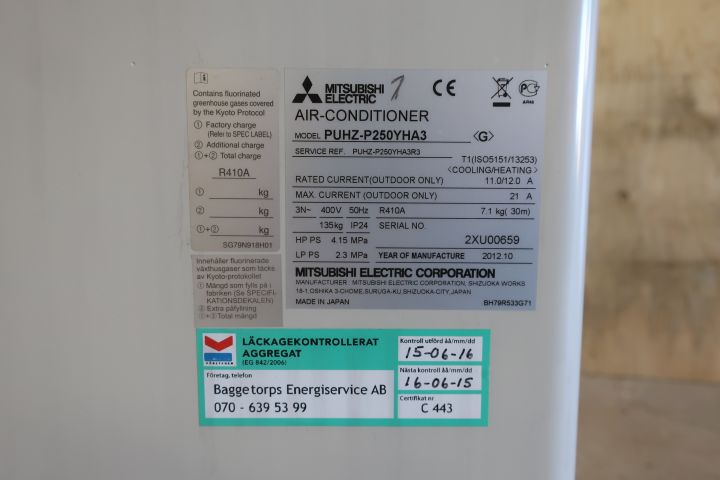 Contains fluorinated
greenhouse gases covered
by the Kyoto Protocol
① Factory charge
(Refer to SPEC LABEL)
② Additional charge
①+② Total charge
R410A
① kg
② kg
①+② kg
SG79N918H01
Innehåller fluorinerade
växthusgaser som täcks
av Kyoto-protokollet
① Mängd som fylls på i
fabriken (Se SPECIFI-
KATIONSDEKALEN)
② Extra påfyllning
①+② Total mängd
MITSUBISHI
ELECTRIC
1
CE
AR46
AIR-CONDITIONER
MODEL PUHZ-P250YHA3 <G>
SERVICE REF. PUHZ-P250YHA3R3
T1(ISO5151/13253)
<COOLING/HEATING>
RATED CURRENT(OUTDOOR ONLY) 11.0/12.0 A
MAX. CURRENT (OUTDOOR ONLY) 21 A
3N~ 400V 50Hz R410A 7.1 kg( 30m)
135kg IP24 SERIAL NO.
HP PS 4.15 MPa 2XU00659
LP PS 2.3 MPa YEAR OF MANUFACTURE 2012.10
MITSUBISHI ELECTRIC CORPORATION
MANUFACTURER : MITSUBISHI ELECTRIC CORPORATION, SHIZUOKA WORKS
18-1, OSHIKA 3-CHOME, SURUGA-KU, SHIZUOKA-CITY, JAPAN
MADE IN JAPAN BH79R533G71
LÄCKAGEKONTROLLERAT
AGGREGAT
(EG 842/2006)
Företag, telefon
Baggetorps Energiservice AB
070 - 639 53 99
Kontroll utförd åå/mm/dd
15-06-16
Nästa kontroll åå/mm/dd
16-06-15
Certifikat nr
C 443